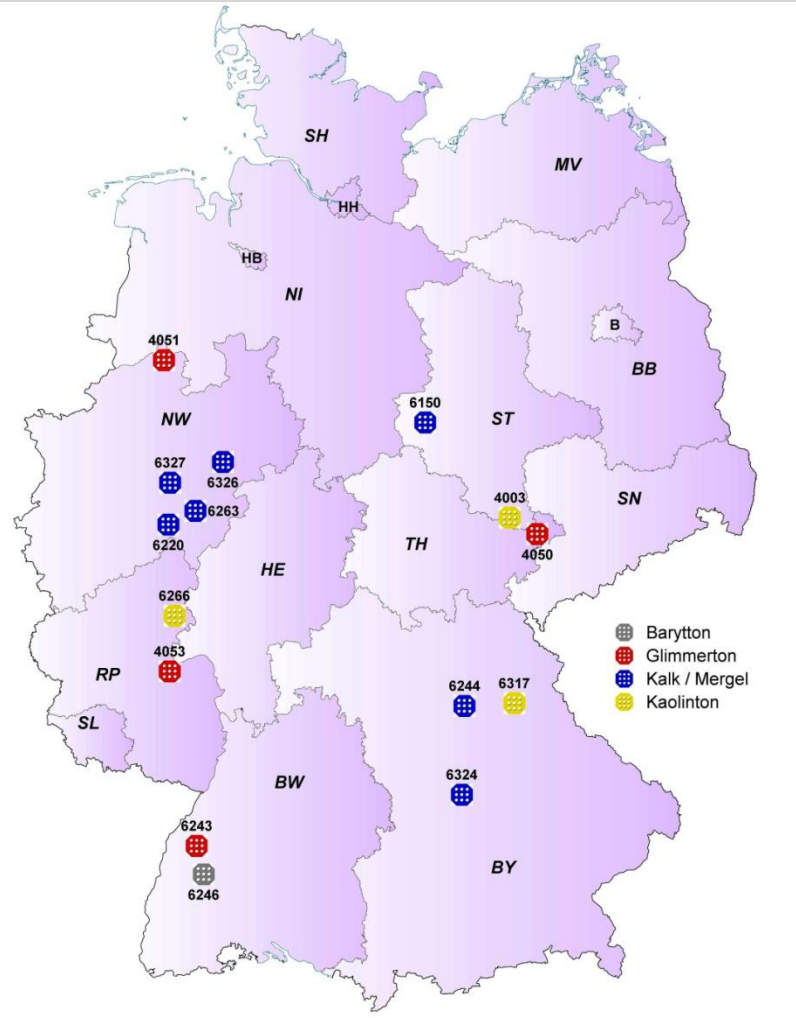 SH
MV
HH
HB
NI
B
BB
4051
6150
NW
ST
6327
6326
SN
4003
6263
6220
TH
4050
HE
6266
Barytton
4053
Glimmerton
RP
Kalk / Mergel
6244
6317
Kaolinton
SL
6324
BW
6243
BY
6246